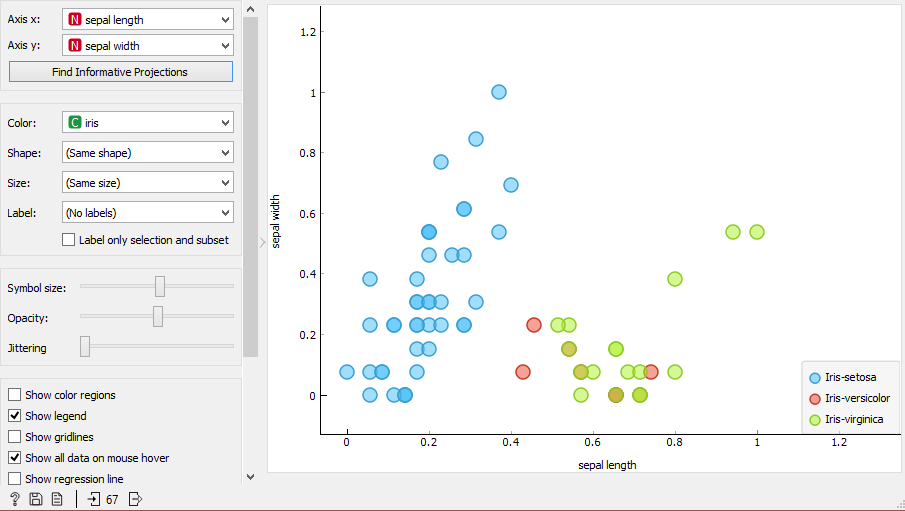 Axis x: N sepal length
Axis y: N sepal width
Find Informative Projections
Color: C iris
Shape: (Same shape)
Size: (Same size)
Label: (No labels)
Label only selection and subset
Symbol size:
Opacity:
Jittering
Show color regions
Show legend
Show gridlines
Show all data on mouse hover
Show regression line
? 67
sepal width
1.2
1
0.8
0.6
0.4
0.2
0
0 0.2 0.4 0.6 0.8 1 1.2
sepal length
Iris-setosa
Iris-versicolor
Iris-virginica